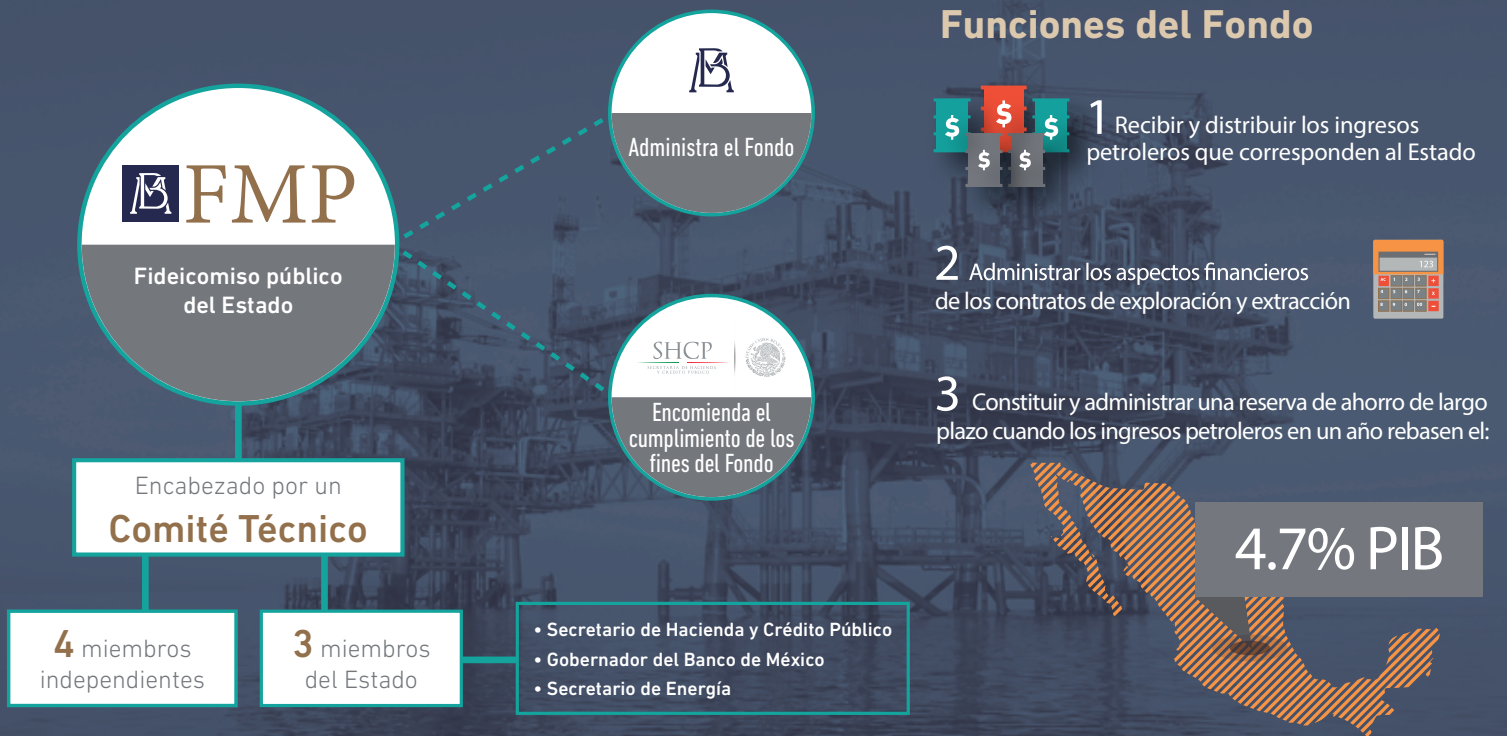 FMP
Fideicomiso público
del Estado
Administra el Fondo
SHCP
SECRETARÍA DE HACIENDA
Y CRÉDITO PÚBLICO
Encomienda el
cumplimiento de los
fines del Fondo
Encabezado por un
Comité Técnico
4 miembros
independientes
3 miembros
del Estado
• Secretario de Hacienda y Crédito Público
• Gobernador del Banco de México
• Secretario de Energía
Funciones del Fondo
$ $ $
$ $
1 Recibir y distribuir los ingresos
petroleros que corresponden al Estado
2 Administrar los aspectos financieros
de los contratos de exploración y extracción
123
3 Constituir y administrar una reserva de ahorro de largo
plazo cuando los ingresos petroleros en un año rebasen el:
4.7% PIB